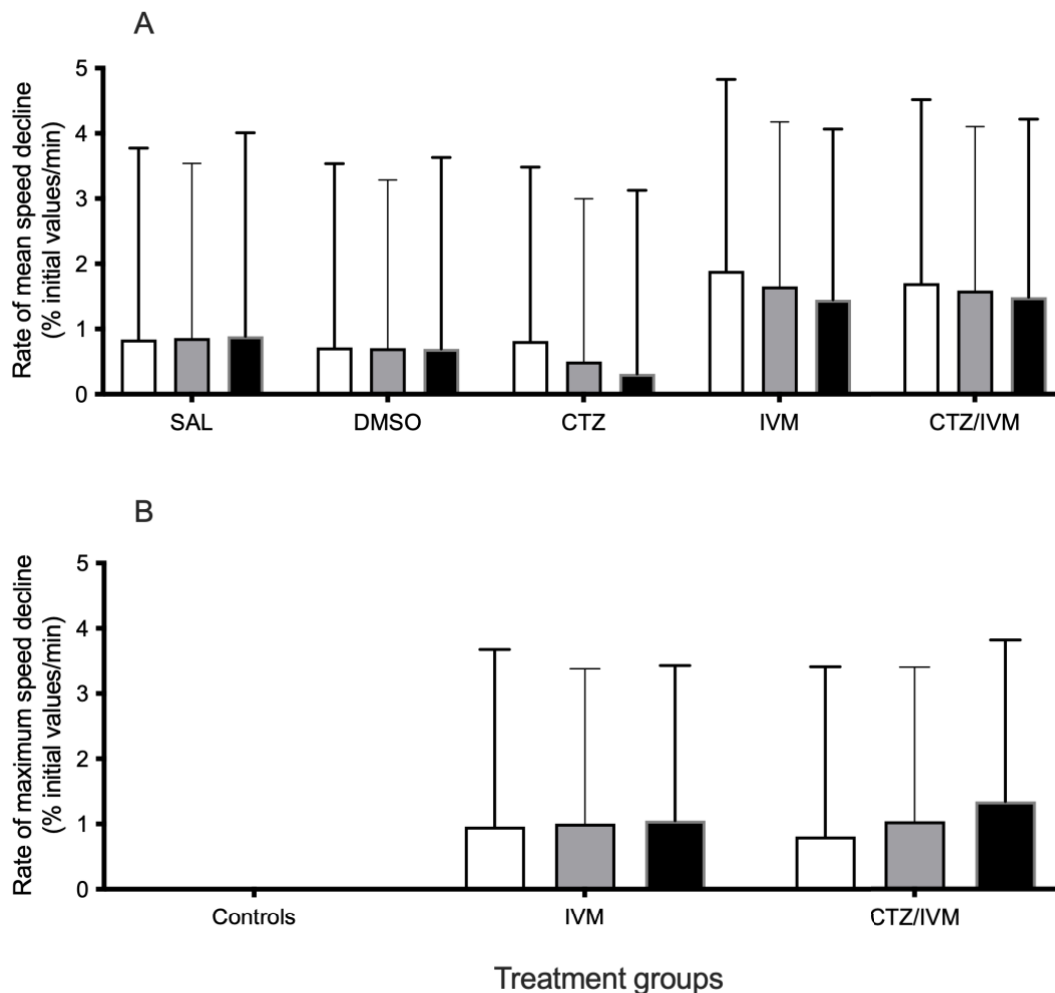 A
Rate of mean speed decline
(% initial values/min)
5
4
3
2
1
0
SAL DMSO CTZ IVM CTZ/IVM
B
Rate of maximum speed decline
(% initial values/min)
5
4
3
2
1
0
Controls IVM CTZ/IVM
Treatment groups